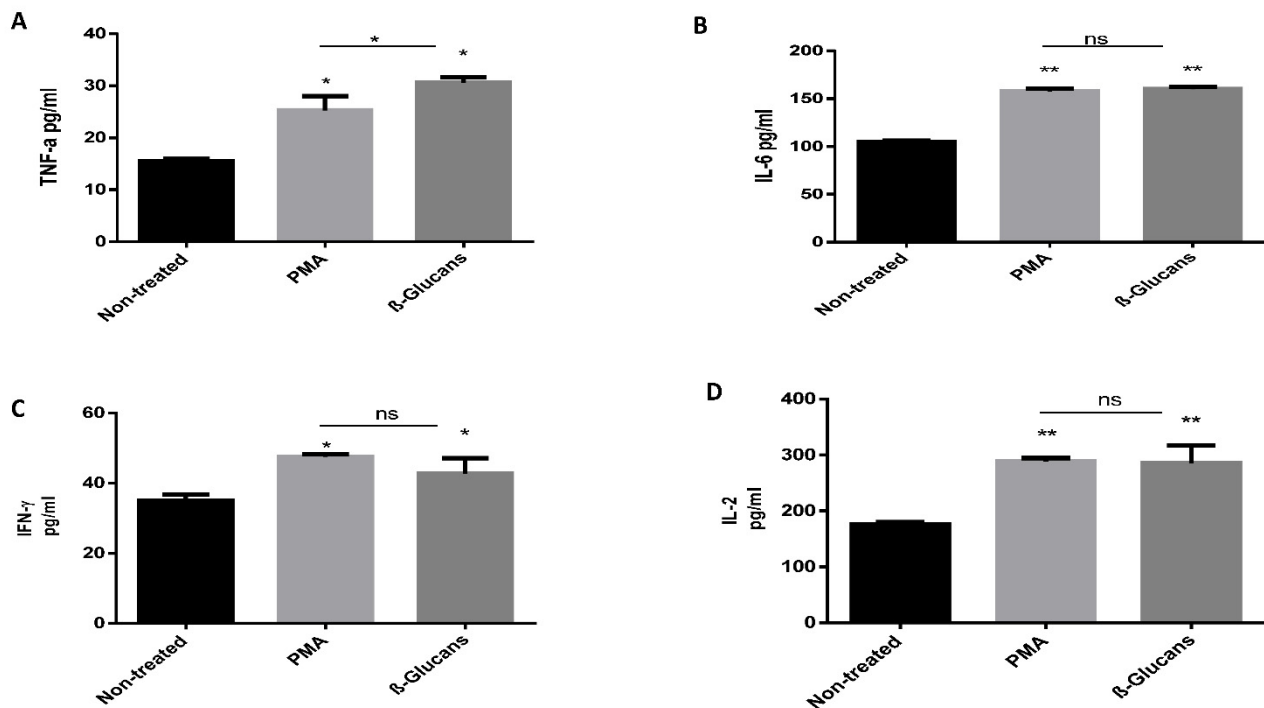 A
TNF-a pg/ml
40
30
20
10
0
*
*
*
Non-treated
PMA
ß-Glucans
B
IL-6 pg/ml
200
150
100
50
0
ns
**
**
Non-treated
PMA
ß-Glucans
C
IFN-γ
pg/ml
60
40
20
0
ns
*
*
Non-treated
PMA
ß-Glucans
D
IL-2
pg/ml
400
300
200
100
0
ns
**
**
Non-treated
PMA
ß-Glucans